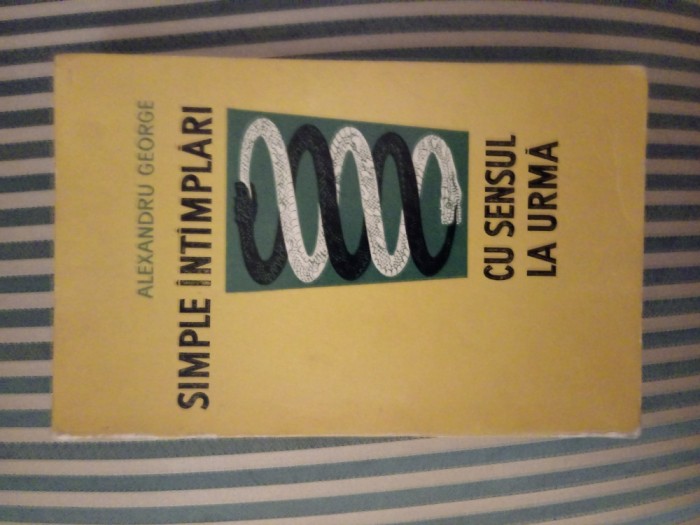 ALEXANDRU GEORGE
SIMPLE ÎNTÎMPLĂRI
CU SENSUL
LA URMĂ